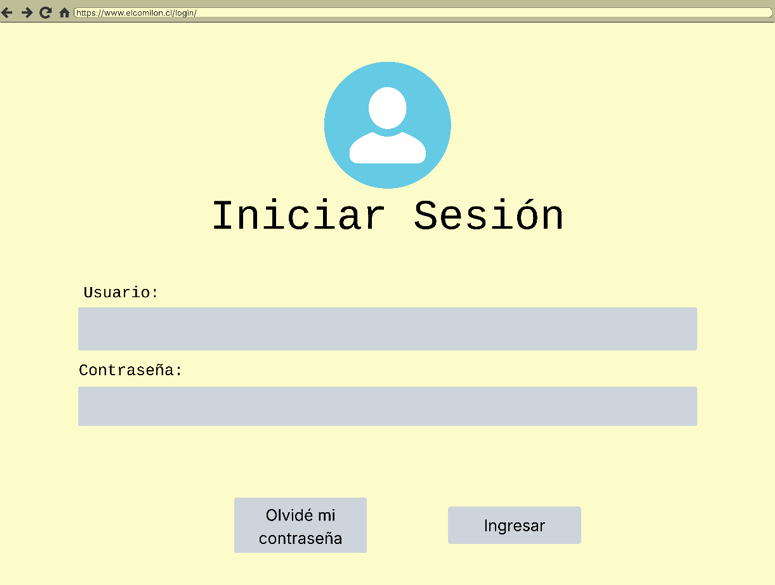 https://www.elcomilon.cl/login/
Iniciar Sesión
Usuario:
Contraseña:
Olvidé mi
contraseña
Ingresar